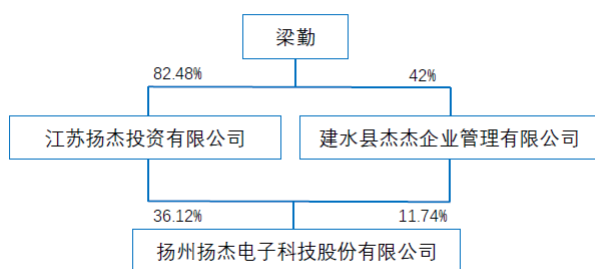 梁勤
82.48%
42%
江苏扬杰投资有限公司
建水县杰杰企业管理有限公司
36.12%
11.74%
扬州扬杰电子科技股份有限公司